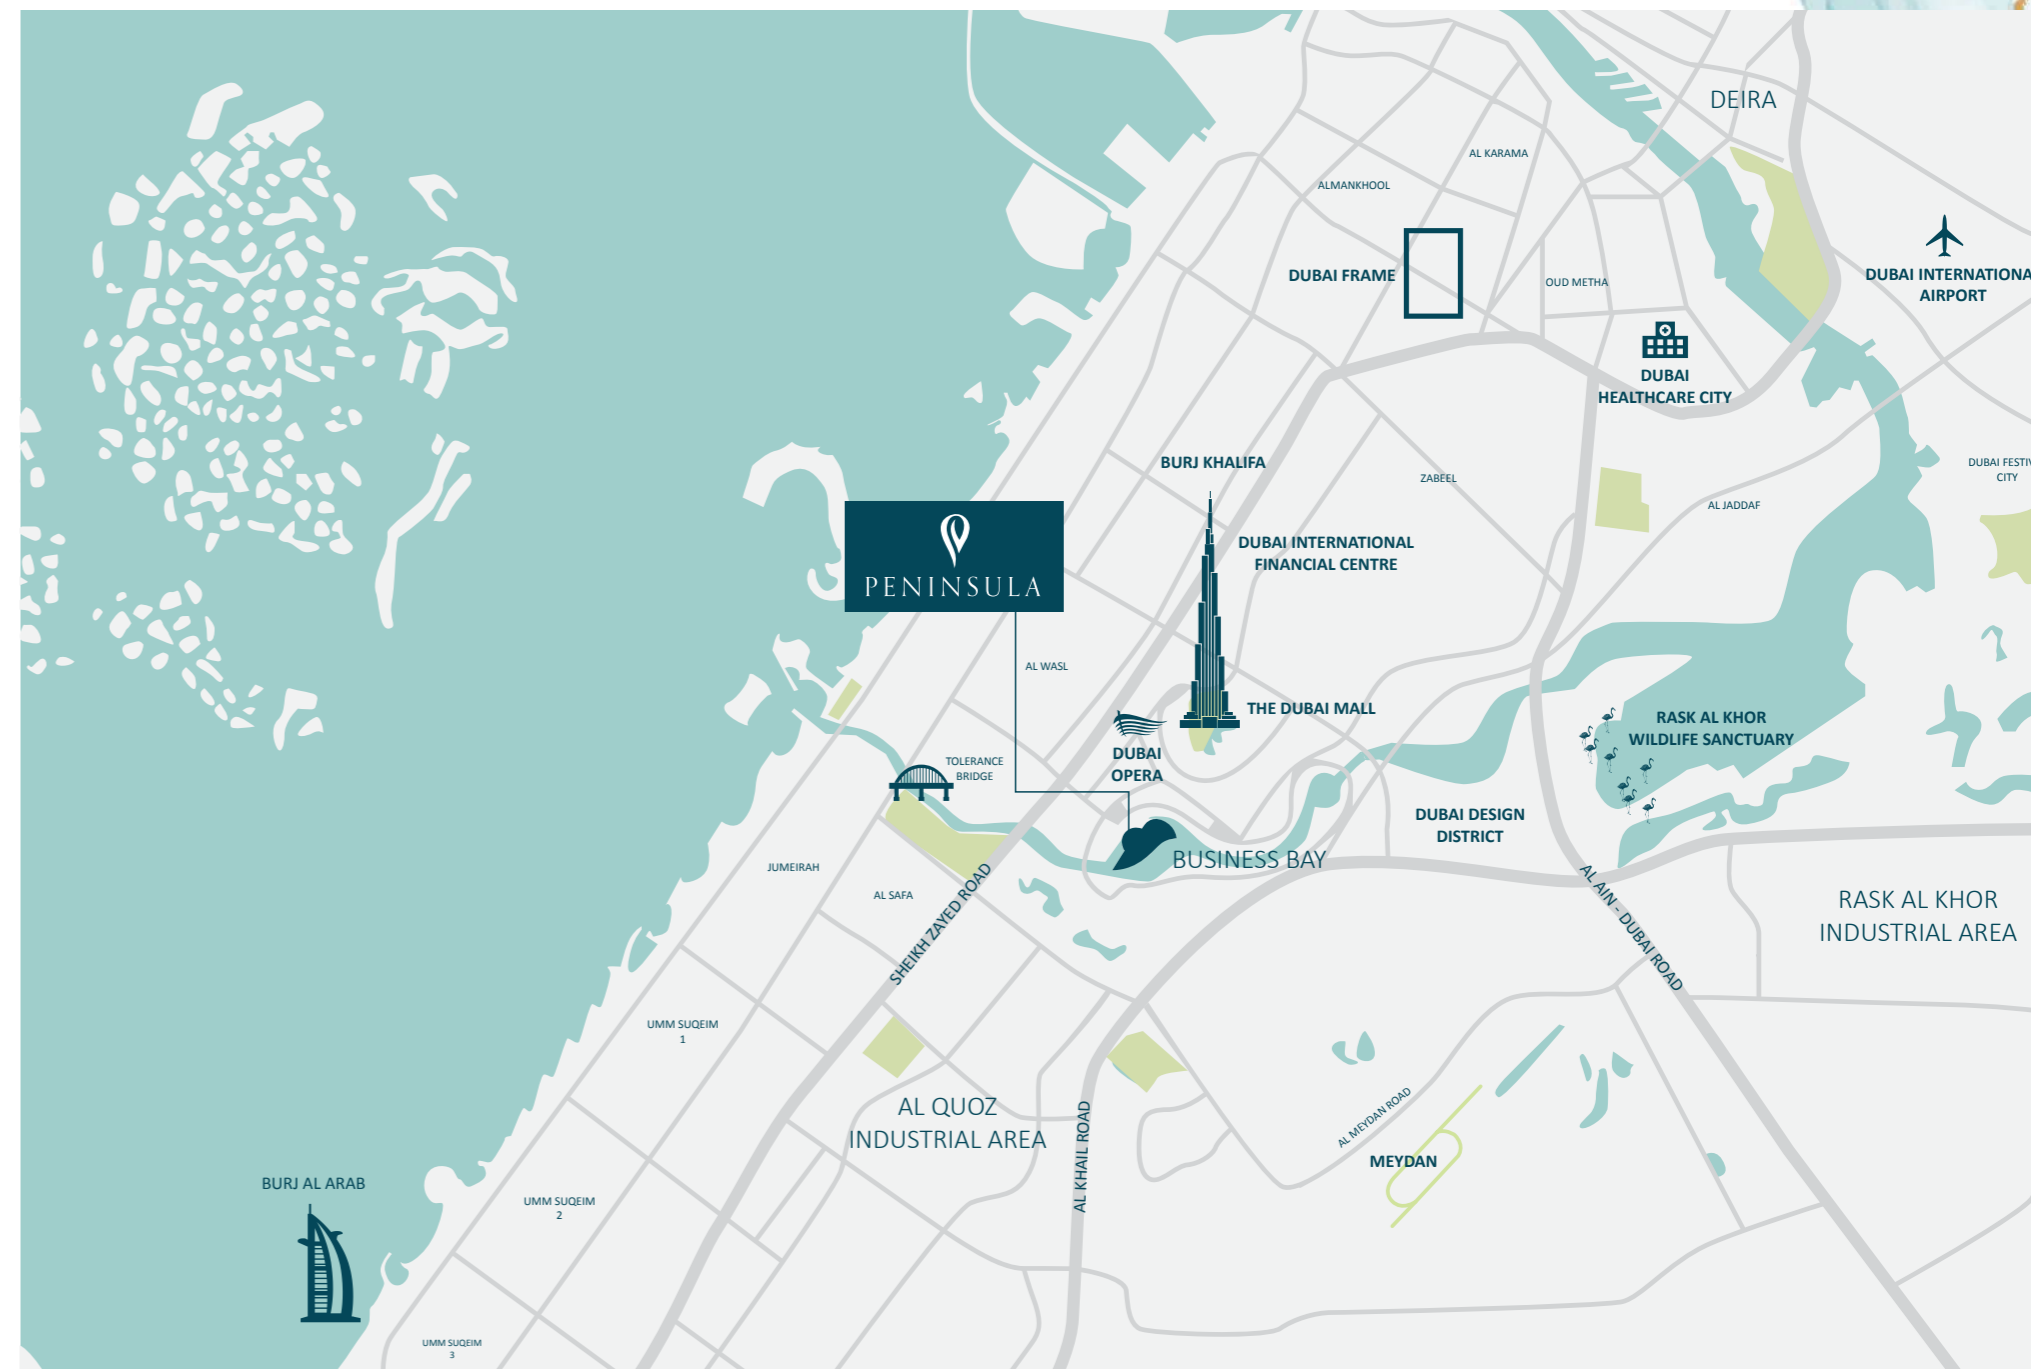 DEIRA
AL KARAMA
ALMANKHOOL
DUBAI FRAME
OUD METHA
DUBAI INTERNATIONA
AIRPORT
DUBAI
HEALTHCARE CITY
BURJ KHALIFA
ZABEEL
DUBAI FESTIV
CITY
AL JADDAF
DUBAI INTERNATIONAL
FINANCIAL CENTRE
PENINSULA
AL WASL
THE DUBAI MALL
RASK AL KHOR
WILDLIFE SANCTUARY
DUBAI
OPERA
TOLERANCE
BRIDGE
DUBAI DESIGN
DISTRICT
BUSINESS BAY
JUMEIRAH
AL SAFA
SHEIKH ZAYED ROAD
AL AIN - DUBAI ROAD
RASK AL KHOR
INDUSTRIAL AREA
UMM SUQEIM
1
AL QUOZ
INDUSTRIAL AREA
AL KHAIL ROAD
AL MEYDAN ROAD
MEYDAN
BURJ AL ARAB
UMM SUQEIM
2
UMM SUQEIM
3